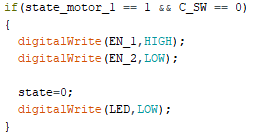 if(state_motor_1 == 1 && C_SW == 0)
{
digitalWrite(EN_1,HIGH);
digitalWrite(EN_2,LOW);
state=0;
digitalWrite(LED,LOW);
}